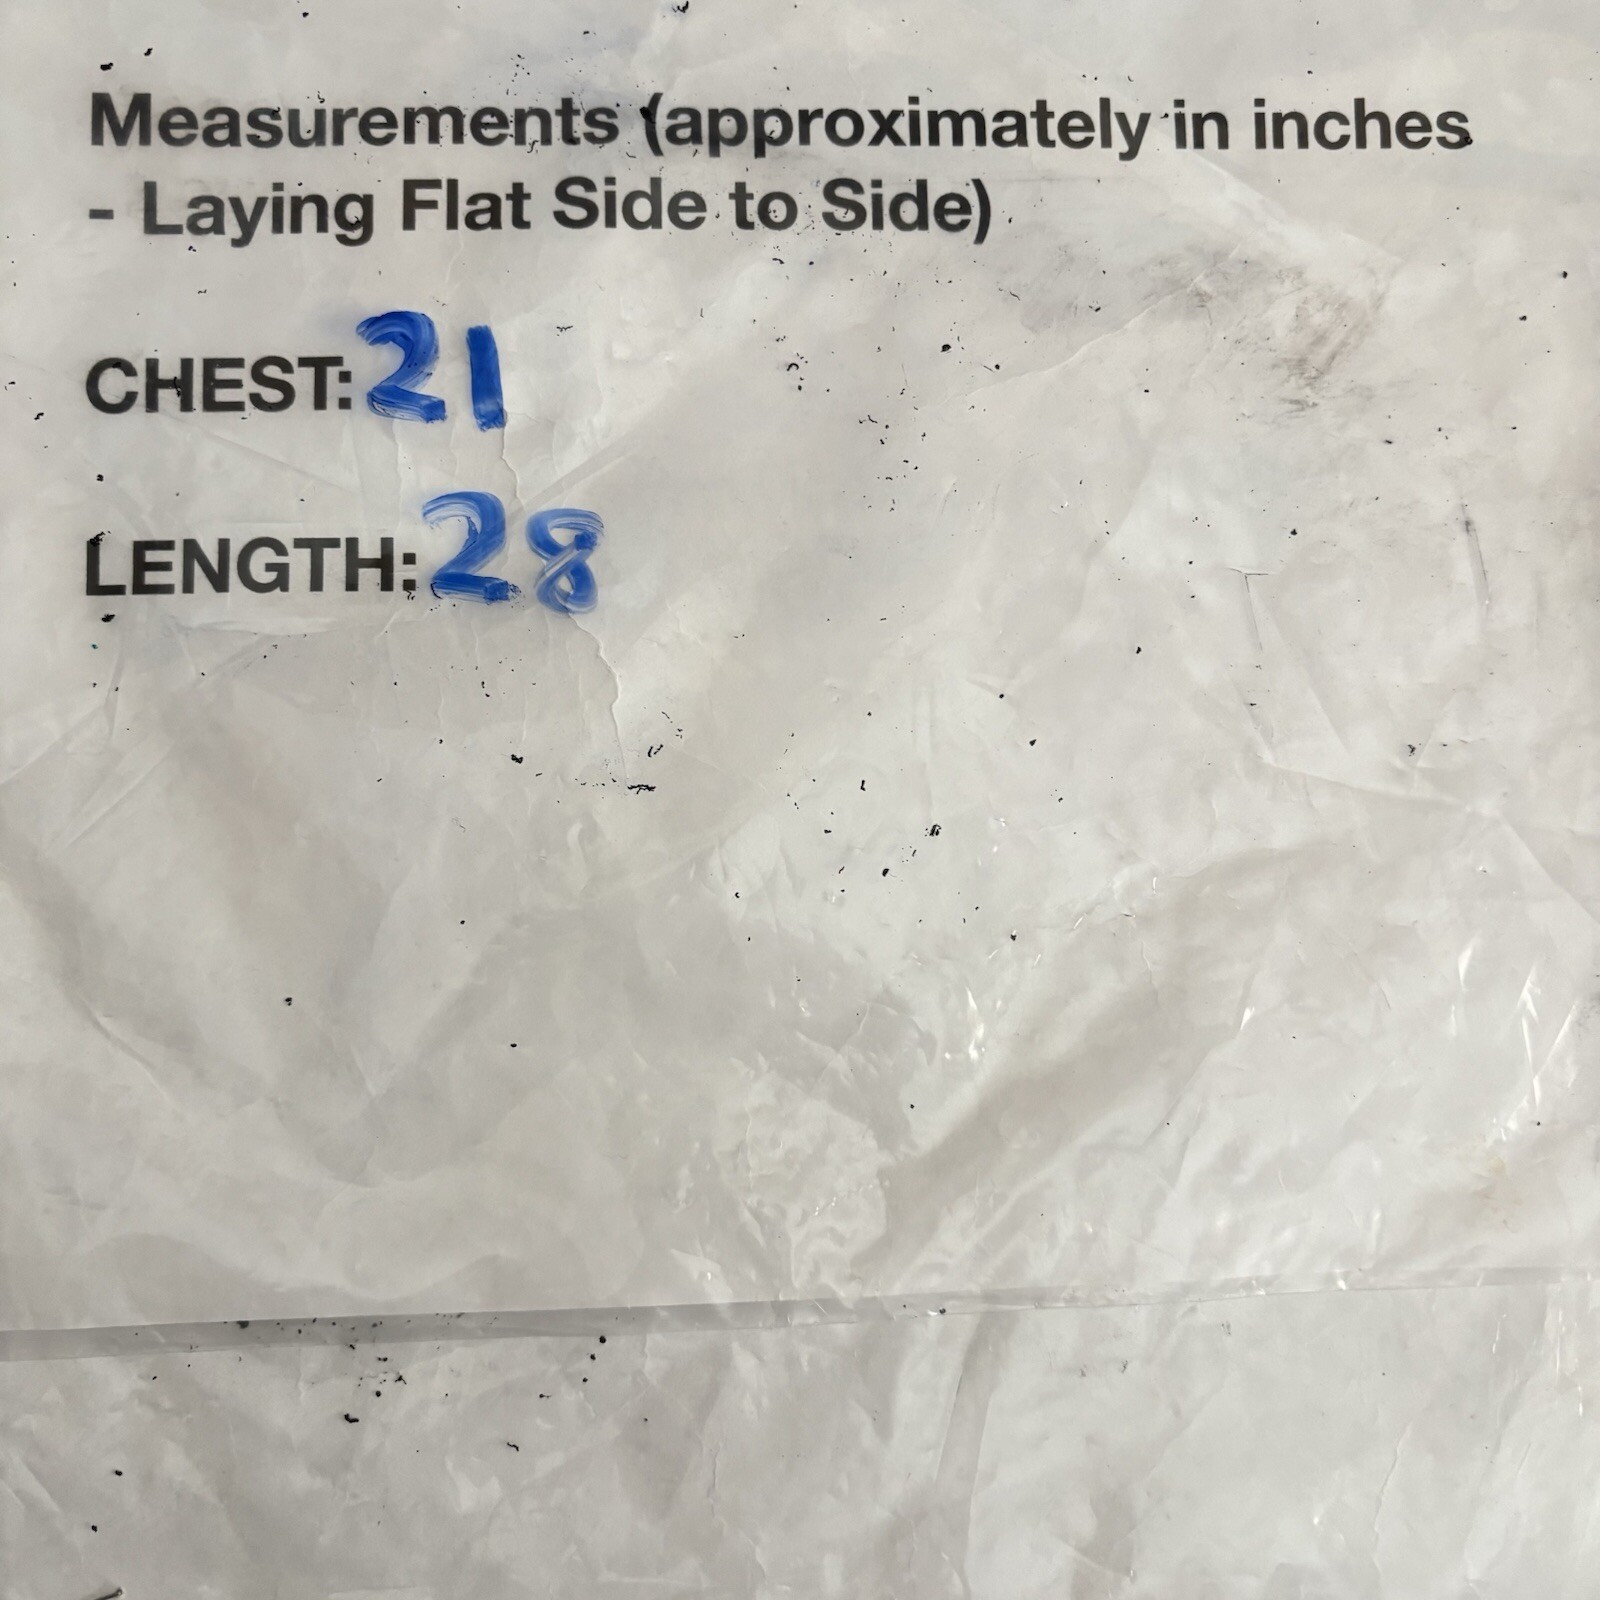 Measurements (approximately in inches
- Laying Flat Side to Side)
CHEST: 21
LENGTH: 28